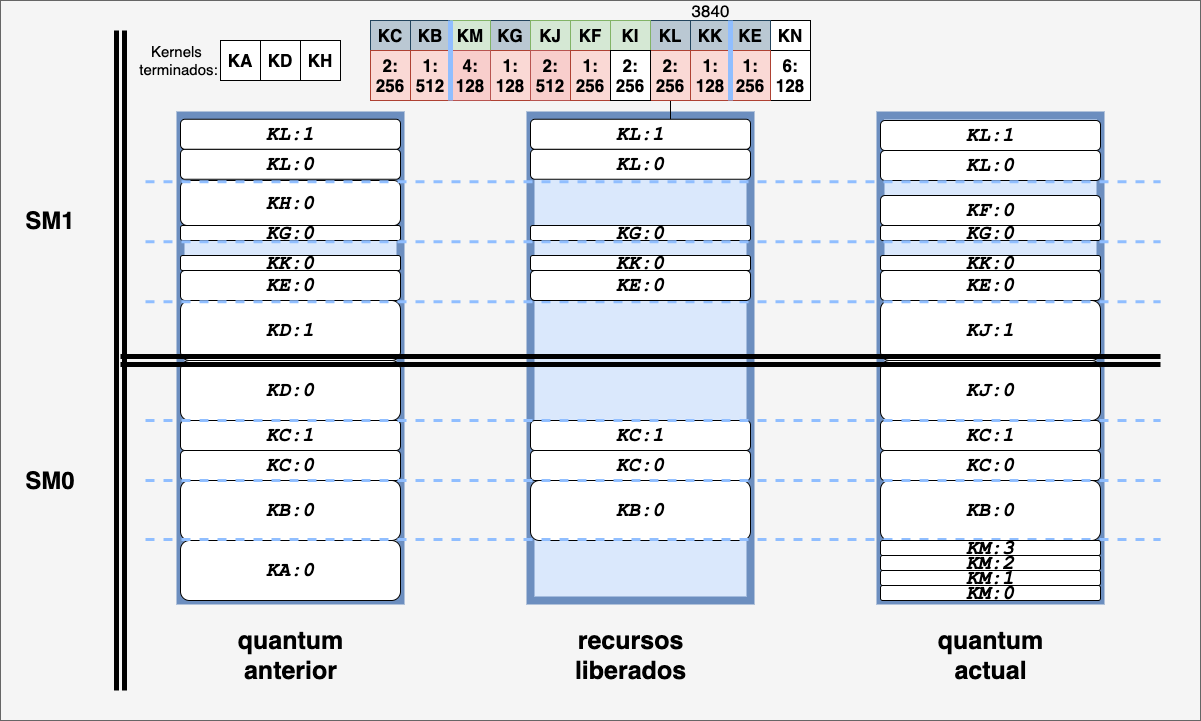 3840
Kernels
terminados:
KA KD KH
KC KB KM KG KJ KF KI KL KK KE KN
2: 1: 4: 1: 2: 1: 2: 2: 1: 1: 6:
256 512 128 128 512 256 256 256 128 256 128
SM1
SM0
KL:1
KL:0
KH:0
KG:0
KK:0
KE:0
KD:1
KD:0
KC:1
KC:0
KB:0
KA:0
quantum
anterior
KL:1
KL:0
KG:0
KK:0
KE:0
KC:1
KC:0
KB:0
recursos
liberados
KL:1
KL:0
KF:0
KG:0
KK:0
KE:0
KJ:1
KJ:0
KC:1
KC:0
KB:0
KM:3
KM:2
KM:1
KM:0
quantum
actual